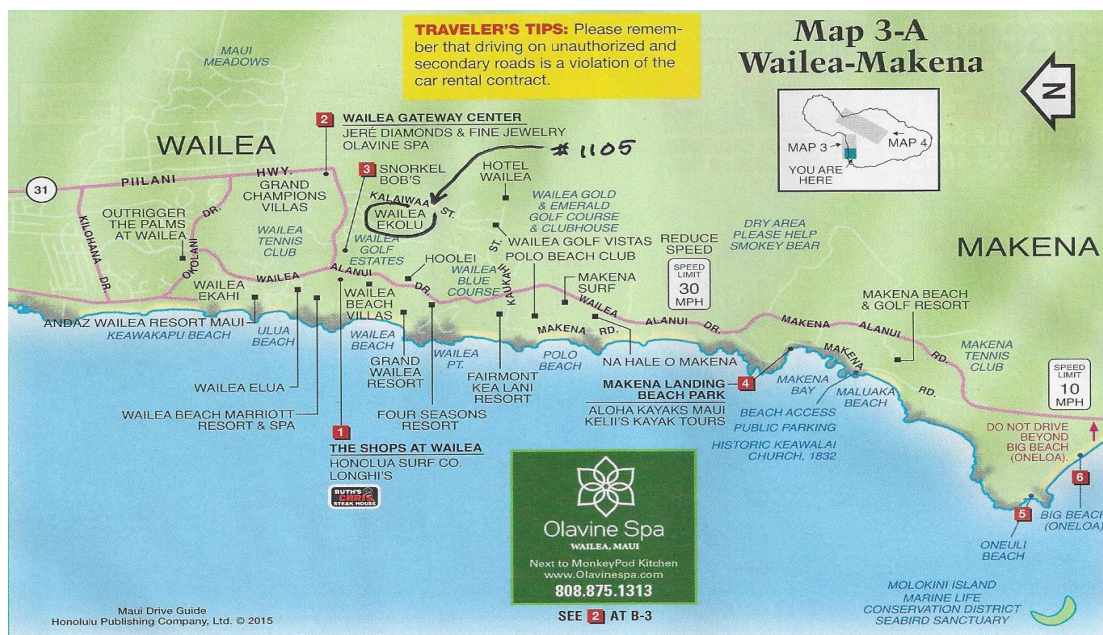 TRAVELER'S TIPS: Please remem-
ber that driving on unauthorized and
secondary roads is a violation of the
car rental contract.
Map 3-A
Wailea-Makena
N
MAP 3
MAP 4
YOU ARE
HERE
MAUI
MEADOWS
WAILEA
2 WAILEA GATEWAY CENTER
JERÉ DIAMONDS & FINE JEWELRY
OLAVINE SPA
# 1105
31
PIILANI HWY.
GRAND
CHAMPIONS
VILLAS
3 SNORKEL
BOB'S
KALAIWAA ST.
WAILEA
EKOLU
HOTEL
WAILEA
WAILEA GOLD
& EMERALD
GOLF COURSE
& CLUBHOUSE
DRY AREA
PLEASE HELP
SMOKEY BEAR
MAKENA
KILOHANA DR.
OUTRIGGER
THE PALMS
AT WAILEA
OKOLANI DR.
WAILEA
TENNIS
CLUB
WAILEA
GOLF
ESTATES
WAILEA GOLF VISTAS
POLO BEACH CLUB
REDUCE
SPEED
SPEED
LIMIT
30
MPH
HOOLEI
WAILEA
BLUE
COURSE
KAUKAHI ST.
MAKENA
SURF
MAKENA BEACH
& GOLF RESORT
WAILEA
EKAHI
WAILEA ALANUI DR.
WAILEA
BEACH
VILLAS
WAILEA ALANUI DR.
MAKENA ALANUI RD.
MAKENA RD.
MAKENA RD.
MAKENA
TENNIS
CLUB
SPEED
LIMIT
10
MPH
ANDAZ WAILEA RESORT MAUI
KEAWAKAPU BEACH
ULUA
BEACH
WAILEA
BEACH
GRAND
WAILEA
RESORT
WAILEA
PT.
FAIRMONT
KEA LANI
RESORT
POLO
BEACH
NA HALE O MAKENA
MAKENA LANDING
BEACH PARK
4
ALOHA KAYAKS MAUI
KELII'S KAYAK TOURS
MAKENA
BAY
MALUAKA
BEACH
BEACH ACCESS
PUBLIC PARKING
HISTORIC KEAWALAI
CHURCH, 1832
WAILEA ELUA
WAILEA BEACH MARRIOTT
RESORT & SPA
FOUR SEASONS
RESORT
DO NOT DRIVE
BEYOND
BIG BEACH
(ONELOA).
1
THE SHOPS AT WAILEA
HONOLUA SURF CO.
LONGHI'S
RUTH'S
CHRIS
STEAK HOUSE
6
BIG BEACH
(ONELOA)
5
ONEULI
BEACH
Olavine Spa
WAILEA, MAUI
Next to MonkeyPod Kitchen
www.Olavinespa.com
808.875.1313
SEE 2 AT B-3
MOLOKINI ISLAND
MARINE LIFE
CONSERVATION DISTRICT
SEABIRD SANCTUARY
Maui Drive Guide
Honolulu Publishing Company, Ltd. © 2015